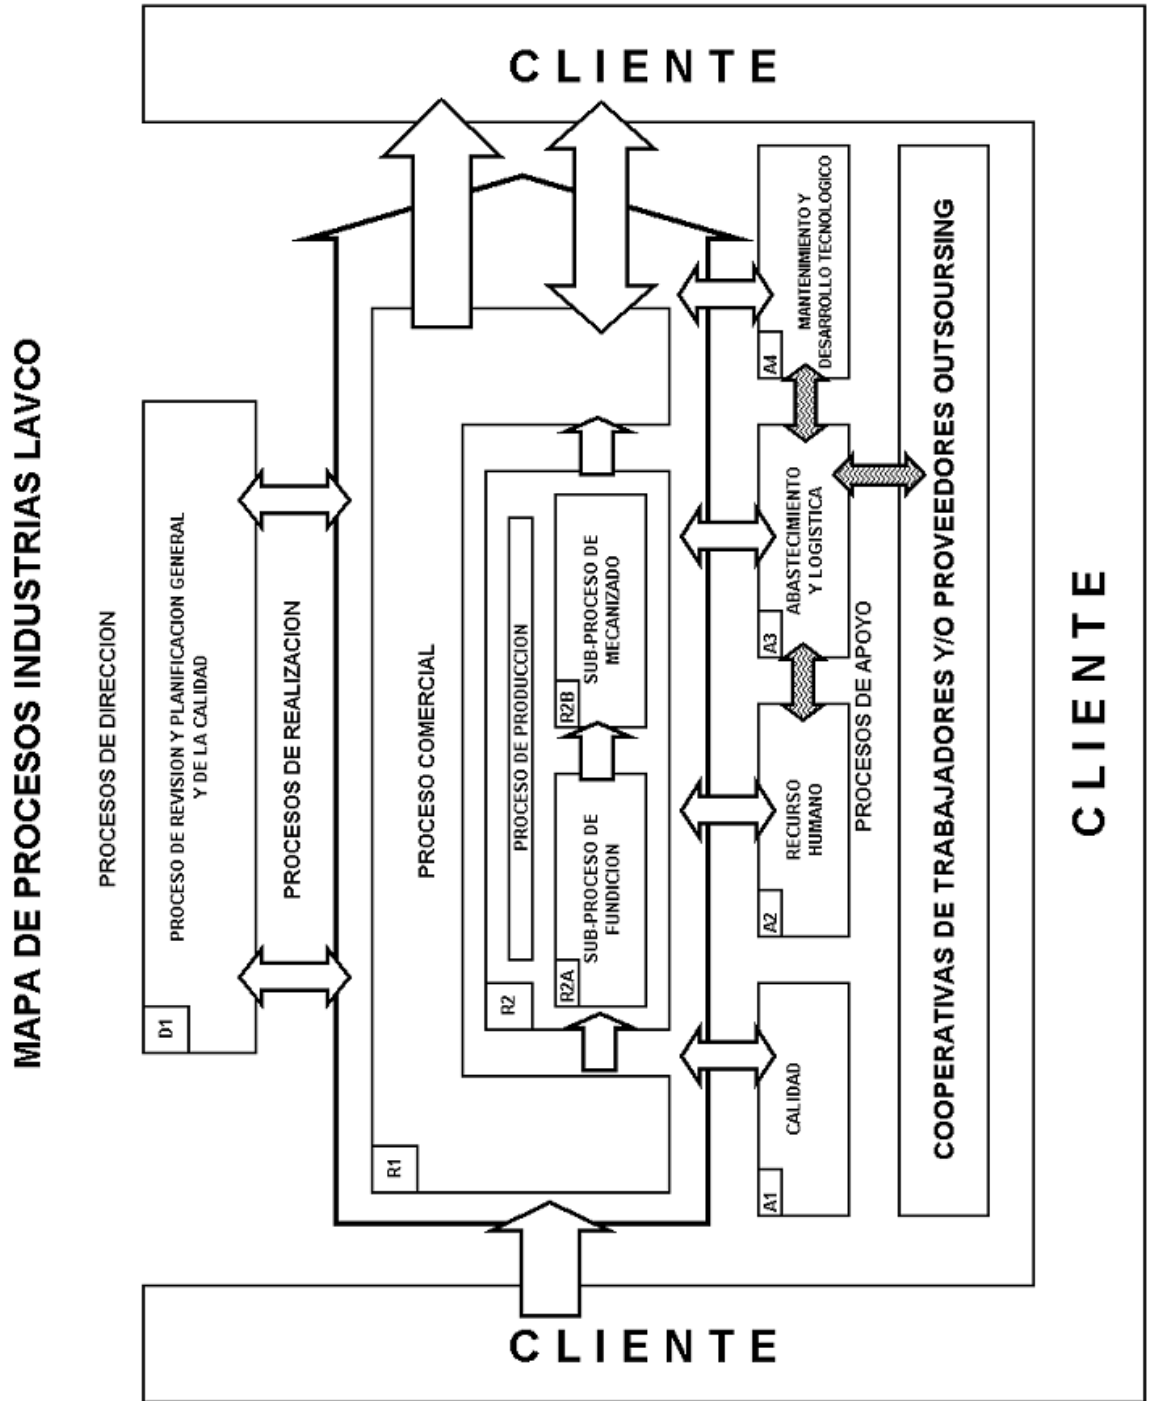 MAPA DE PROCESOS INDUSTRIAS LAVCO
PROCESOS DE DIRECCION
D1
PROCESO DE REVISION Y PLANIFICACION GENERAL
Y DE LA CALIDAD
PROCESOS DE REALIZACION
CLIENTE
R1
PROCESO COMERCIAL
R2
PROCESO DE PRODUCCION
R2A
SUB-PROCESO DE
FUNDICION
R2B
SUB-PROCESO DE
MECANIZADO
CLIENTE
A1
CALIDAD
A2
RECURSO
HUMANO
A3
ABASTECIMIENTO
Y LOGISTICA
A4
MANTENIMIENTO Y
DESARROLLO TECNOLOGICO
PROCESOS DE APOYO
COOPERATIVAS DE TRABAJADORES Y/O PROVEEDORES OUTSOURSING
CLIENTE